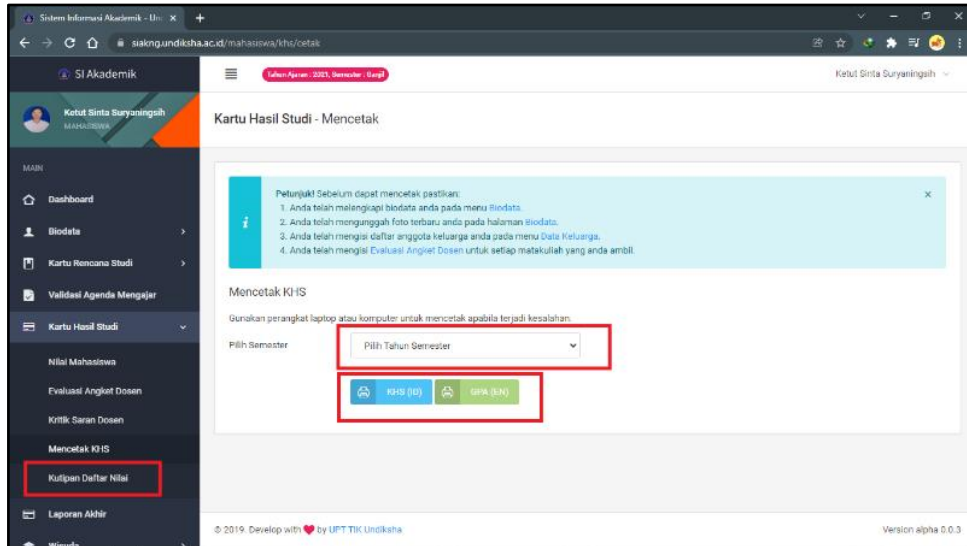 Sistem Informasi Akademik - Un
siakng.undiksha.ac.id/mahasiswa/khs/cetak
SI Akademik
Tahun Ajaran : 2021, Semester : Ganjil
Ketut Sinta Suryaningsih
Ketut Sinta Suryaningsih
MAHASISWA
Kartu Hasil Studi - Mencetak
MAIN
Dashboard
Biodata
Kartu Rencana Studi
Validasi Agenda Mengajar
Kartu Hasil Studi
Nilai Mahasiswa
Evaluasi Angket Dosen
Kritik Saran Dosen
Mencetak KHS
Kutipan Daftar Nilai
Laporan Akhir
Wisuda
Petunjuk! Sebelum dapat mencetak pastikan:
1. Anda telah melengkapi biodata anda pada menu Biodata.
2. Anda telah mengunggah foto terbaru anda pada halaman Biodata.
3. Anda telah mengisi daftar anggota keluarga anda pada menu Data Keluarga.
4. Anda telah mengisi Evaluasi Angket Dosen untuk setiap matakuliah yang anda ambil.
Mencetak KHS
Gunakan perangkat laptop atau komputer untuk mencetak apabila terjadi kesalahan.
Pilih Semester
Pilih Tahun Semester
KHS (ID)
GPA (EN)
© 2019. Develop with ❤ by UPT TIK Undiksha
Version alpha 0.0.3